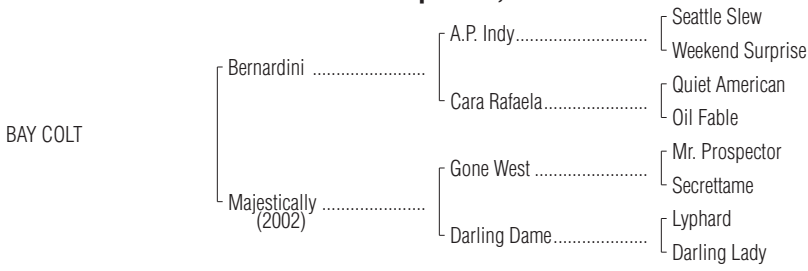 Seattle Slew
A.P. Indy................................
Weekend Surprise
Bernardini ...........................
Quiet American
Cara Rafaela.........................
Oil Fable
BAY COLT
Mr. Prospector
Gone West ...........................
Secrettame
Majestically .........................
(2002)
Lyphard
Darling Dame.......................
Darling Lady